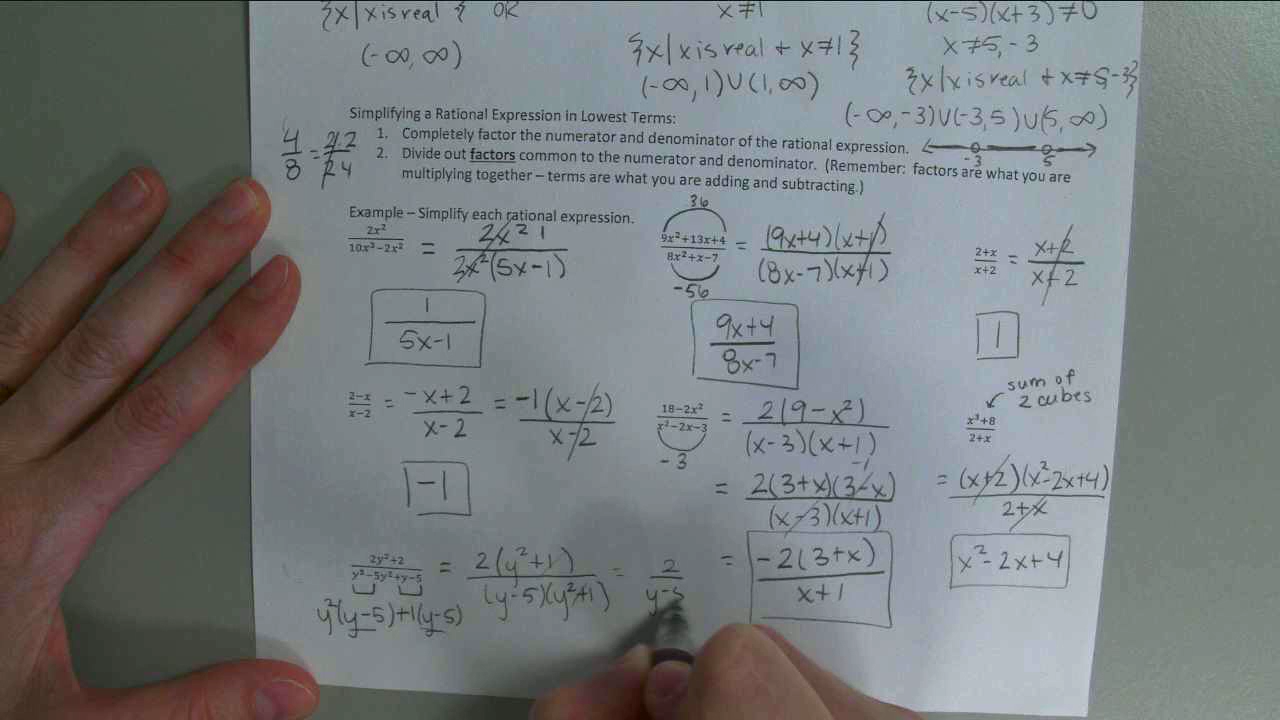 {x|x is real } OK
(-∞, ∞)
x≠1
{x|x is real + x≠1}
(-∞, 1)∪(1, ∞)
(x-5)(x+3)≠0
x≠5, -3
{x|x is real + x≠5,-3}
(-∞,-3)∪(-3,5)∪(5, ∞)
-3 5
Simplifying a Rational Expression in Lowest Terms:
4/8 = 4·2/2·4
1. Completely factor the numerator and denominator of the rational expression.
2. Divide out factors common to the numerator and denominator. (Remember: factors are what you are
multiplying together – terms are what you are adding and subtracting.)
Example – Simplify each rational expression.
2x²/(10x³−2x²) = 2x² 1/2x²(5x-1)
1/(5x-1)
36
(9x²+13x+4)/(8x²+x−7) = (9x+4)(x+1)/(8x-7)(x+1)
-56
(9x+4)/(8x-7)
(2+x)/(x+2) = (x+2)/(x+2)
1
(2−x)/(x−2) = (-x+2)/(x-2) = -1(x-2)/(x-2)
-1
(18−2x²)/(x²−2x−3) = 2(9-x²)/(x-3)(x+1)
-3
-1
= 2(3+x)(3-x)/(x-3)(x+1)
= -2(3+x)/(x+1)
sum of
2 cubes
(x³+8)/(2+x)
= (x+2)(x²-2x+4)/(2+x)
x²-2x+4
(2y²+2)/(y³−5y²+y−5) = 2(y²+1)/(y-5)(y²+1) = 2/(y-5)
y²(y-5)+1(y-5)